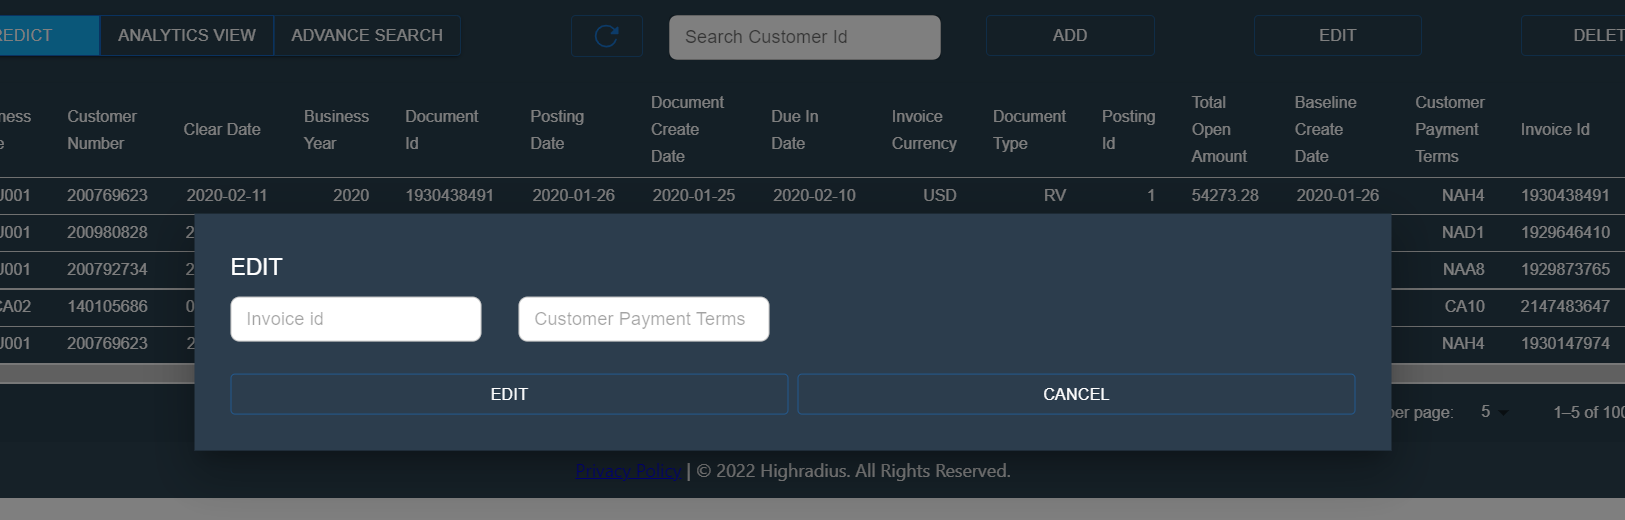 REDICT ANALYTICS VIEW ADVANCE SEARCH Search Customer Id ADD EDIT DELET
ness
e Customer
Number Clear Date Business
Year Document
Id Posting
Date Document
Create
Date Due In
Date Invoice
Currency Document
Type Posting
Id Total
Open
Amount Baseline
Create
Date Customer
Payment
Terms Invoice Id
U001 200769623 2020-02-11 2020 1930438491 2020-01-26 2020-01-25 2020-02-10 USD RV 1 54273.28 2020-01-26 NAH4 1930438491
U001 200980828 2 NAD1 1929646410
U001 200792734 2 NAA8 1929873765
CA02 140105686 0 CA10 2147483647
U001 200769623 2 NAH4 1930147974
EDIT
Invoice id Customer Payment Terms
EDIT CANCEL
per page: 5 1–5 of 100
Privacy Policy | © 2022 Highradius. All Rights Reserved.